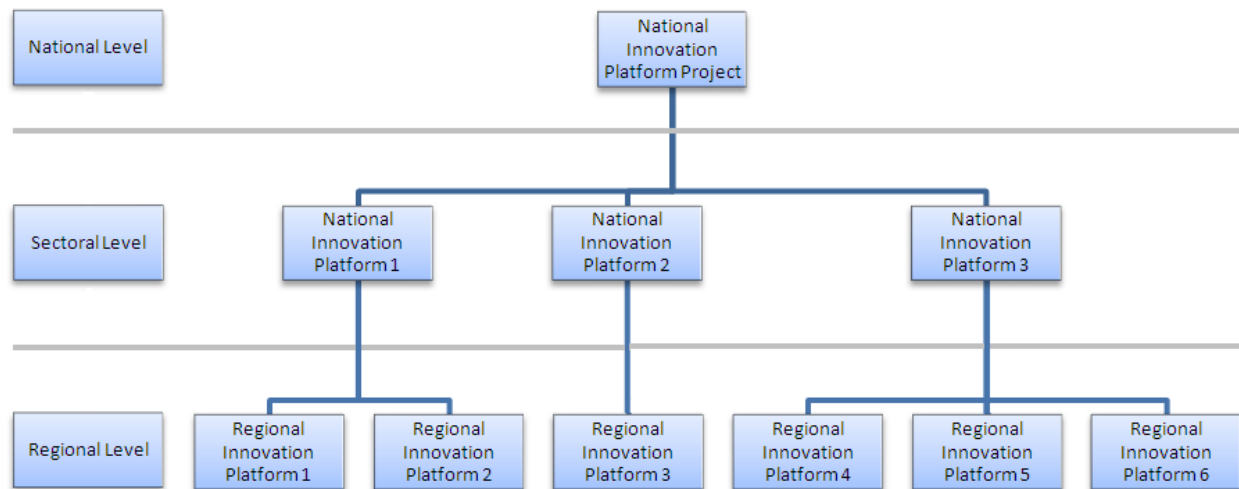 National Level
National
Innovation
Platform Project
Sectoral Level
National
Innovation
Platform 1
National
Innovation
Platform 2
National
Innovation
Platform 3
Regional Level
Regional
Innovation
Platform 1
Regional
Innovation
Platform 2
Regional
Innovation
Platform 3
Regional
Innovation
Platform 4
Regional
Innovation
Platform 5
Regional
Innovation
Platform 6